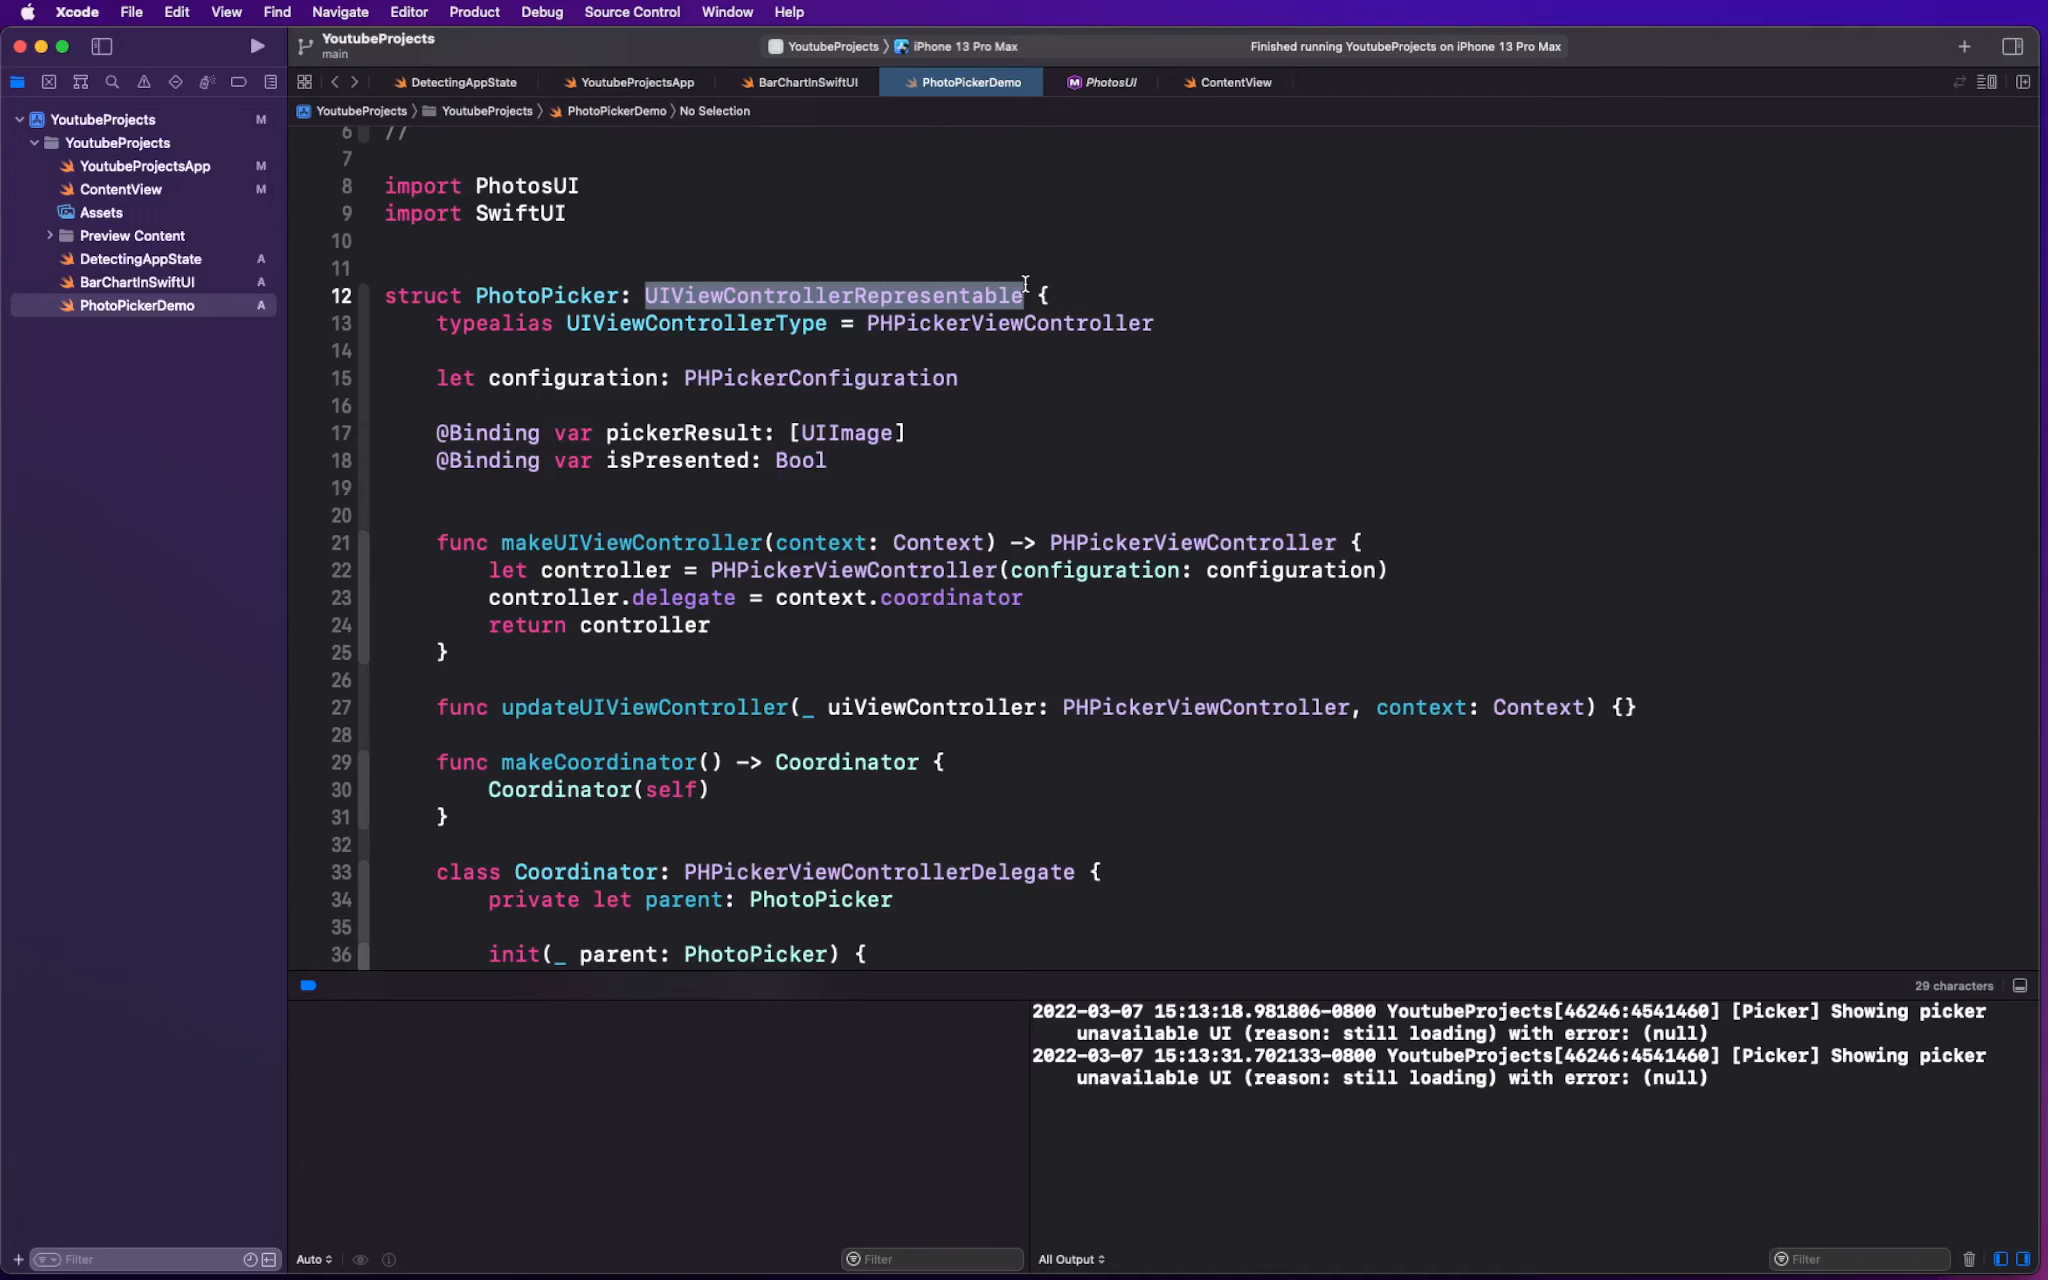 Xcode File Edit View Find Navigate Editor Product Debug Source Control Window Help
YoutubeProjects
main
YoutubeProjects iPhone 13 Pro Max
Finished running YoutubeProjects on iPhone 13 Pro Max
DetectingAppState YoutubeProjectsApp BarChartInSwiftUI PhotoPickerDemo PhotosUI ContentView
YoutubeProjects YoutubeProjects PhotoPickerDemo No Selection
YoutubeProjects M
YoutubeProjects
YoutubeProjectsApp M
ContentView M
Assets
Preview Content
DetectingAppState A
BarChartInSwiftUI A
PhotoPickerDemo A
6 //
7
8 import PhotosUI
9 import SwiftUI
10
11
12 struct PhotoPicker: UIViewControllerRepresentable {
13 typealias UIViewControllerType = PHPickerViewController
14
15 let configuration: PHPickerConfiguration
16
17 @Binding var pickerResult: [UIImage]
18 @Binding var isPresented: Bool
19
20
21 func makeUIViewController(context: Context) -> PHPickerViewController {
22 let controller = PHPickerViewController(configuration: configuration)
23 controller.delegate = context.coordinator
24 return controller
25 }
26
27 func updateUIViewController(_ uiViewController: PHPickerViewController, context: Context) {}
28
29 func makeCoordinator() -> Coordinator {
30 Coordinator(self)
31 }
32
33 class Coordinator: PHPickerViewControllerDelegate {
34 private let parent: PhotoPicker
35
36 init(_ parent: PhotoPicker) {
29 characters
2022-03-07 15:13:18.981806-0800 YoutubeProjects[46246:4541460] [Picker] Showing picker
unavailable UI (reason: still loading) with error: (null)
2022-03-07 15:13:31.702133-0800 YoutubeProjects[46246:4541460] [Picker] Showing picker
unavailable UI (reason: still loading) with error: (null)
Filter
Auto
Filter
All Output
Filter